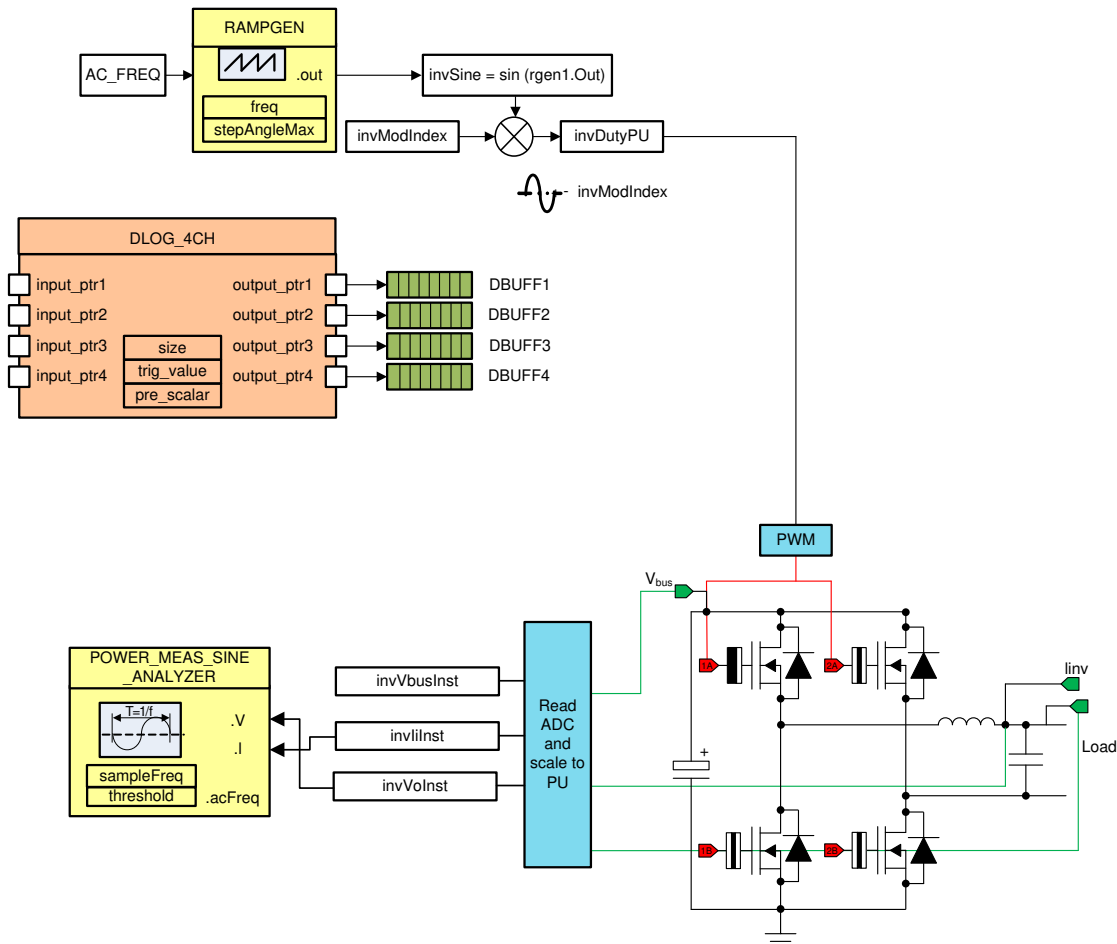 RAMPGEN
AC_FREQ
.out
freq
stepAngleMax
invSine = sin (rgen1.Out)
invModIndex
invDutyPU
invModIndex
DLOG_4CH
input_ptr1
output_ptr1
DBUFF1
input_ptr2
output_ptr2
DBUFF2
input_ptr3
output_ptr3
DBUFF3
input_ptr4
output_ptr4
DBUFF4
size
trig_value
pre_scalar
PWM
Vbus
1A
2A
Iinv
Load
+
1B
2B
POWER_MEAS_SINE
_ANALYZER
T=1/f
.V
.I
sampleFreq
threshold
.acFreq
invVbusInst
invIiInst
invVoInst
Read
ADC
and
scale to
PU